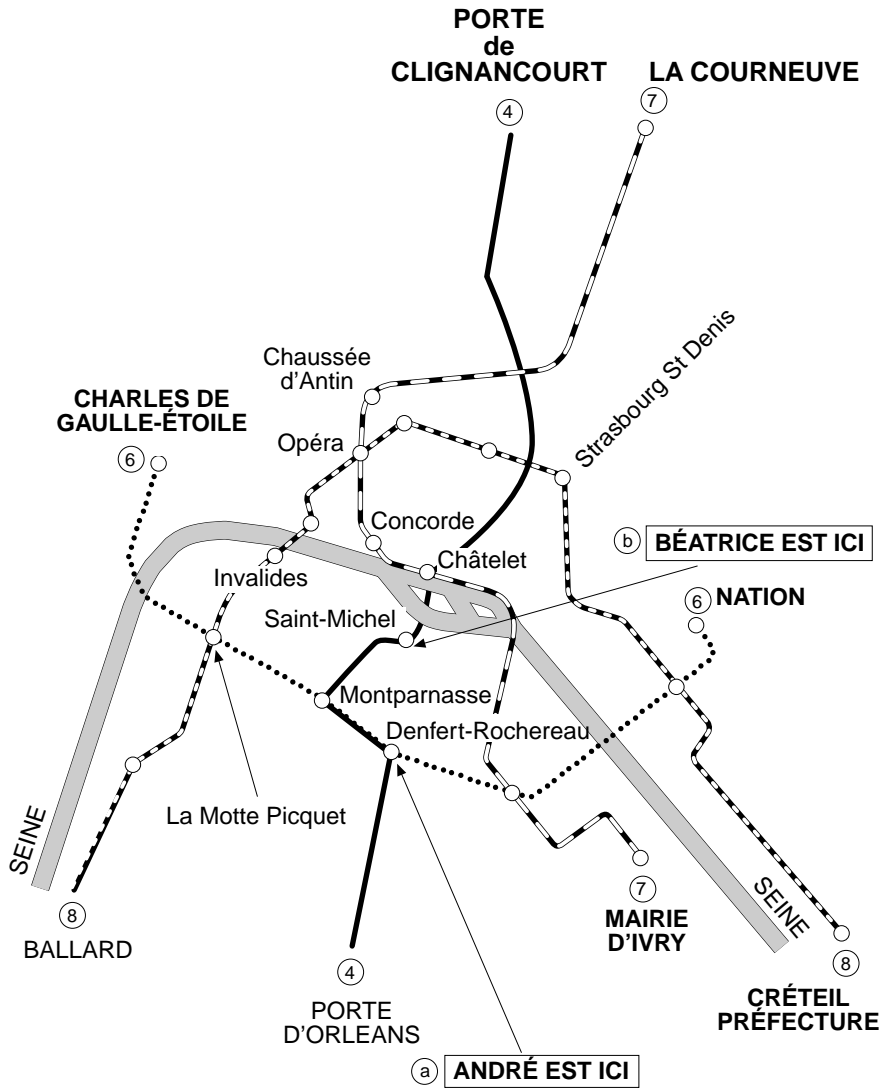 PORTE
de
CLIGNANCOURT
LA COURNEUVE
4
7
Strasbourg St Denis
Chaussée
d'Antin
CHARLES DE
GAULLE-ÉTOILE
6
Opéra
Concorde
b BÉATRICE EST ICI
Châtelet
Invalides
6 NATION
Saint-Michel
Montparnasse
Denfert-Rochereau
La Motte Picquet
SEINE
SEINE
8
BALLARD
7
MAIRIE
D'IVRY
4
PORTE
D'ORLEANS
8
CRÉTEIL
PRÉFECTURE
a ANDRÉ EST ICI